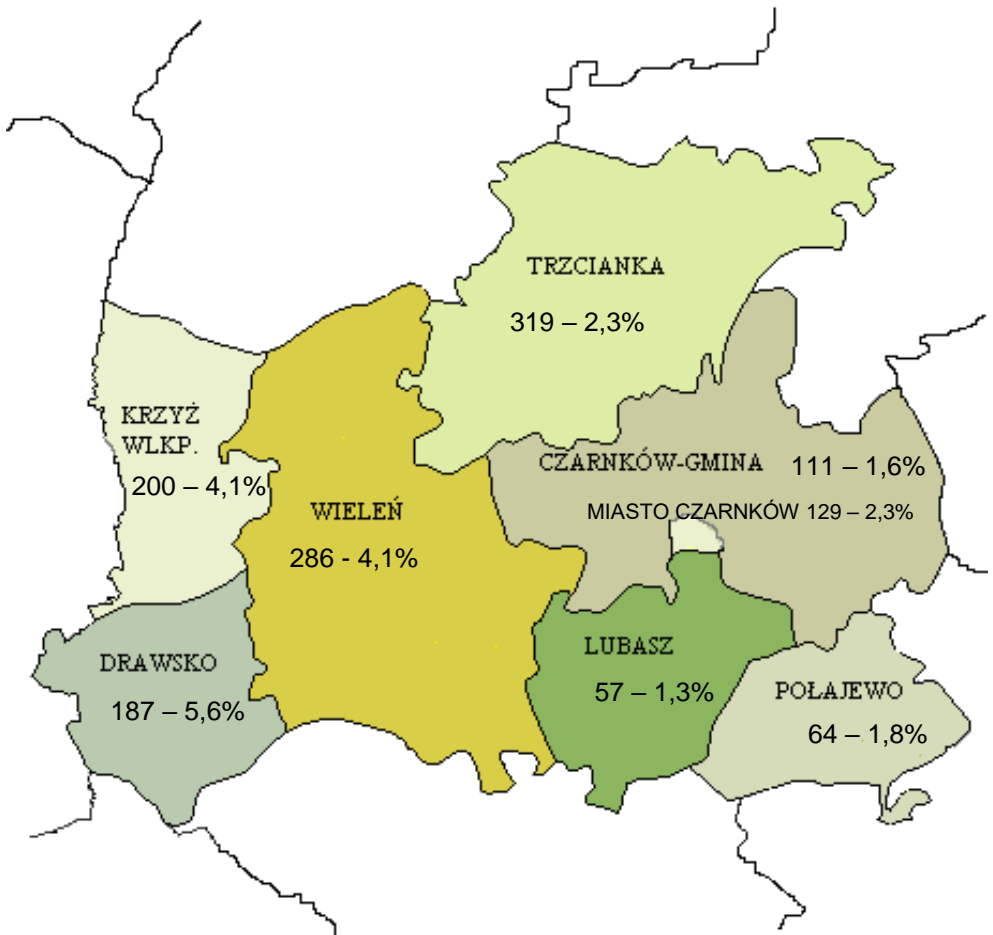 TRZCIANKA
319 – 2,3%
KRZYŻ
WLKP.
200 – 4,1%
CZARNKÓW-GMINA 111 – 1,6%
MIASTO CZARNKÓW 129 – 2,3%
WIELEŃ
286 - 4,1%
DRAWSKO
187 – 5,6%
LUBASZ
57 – 1,3%
POŁAJEWO
64 – 1,8%